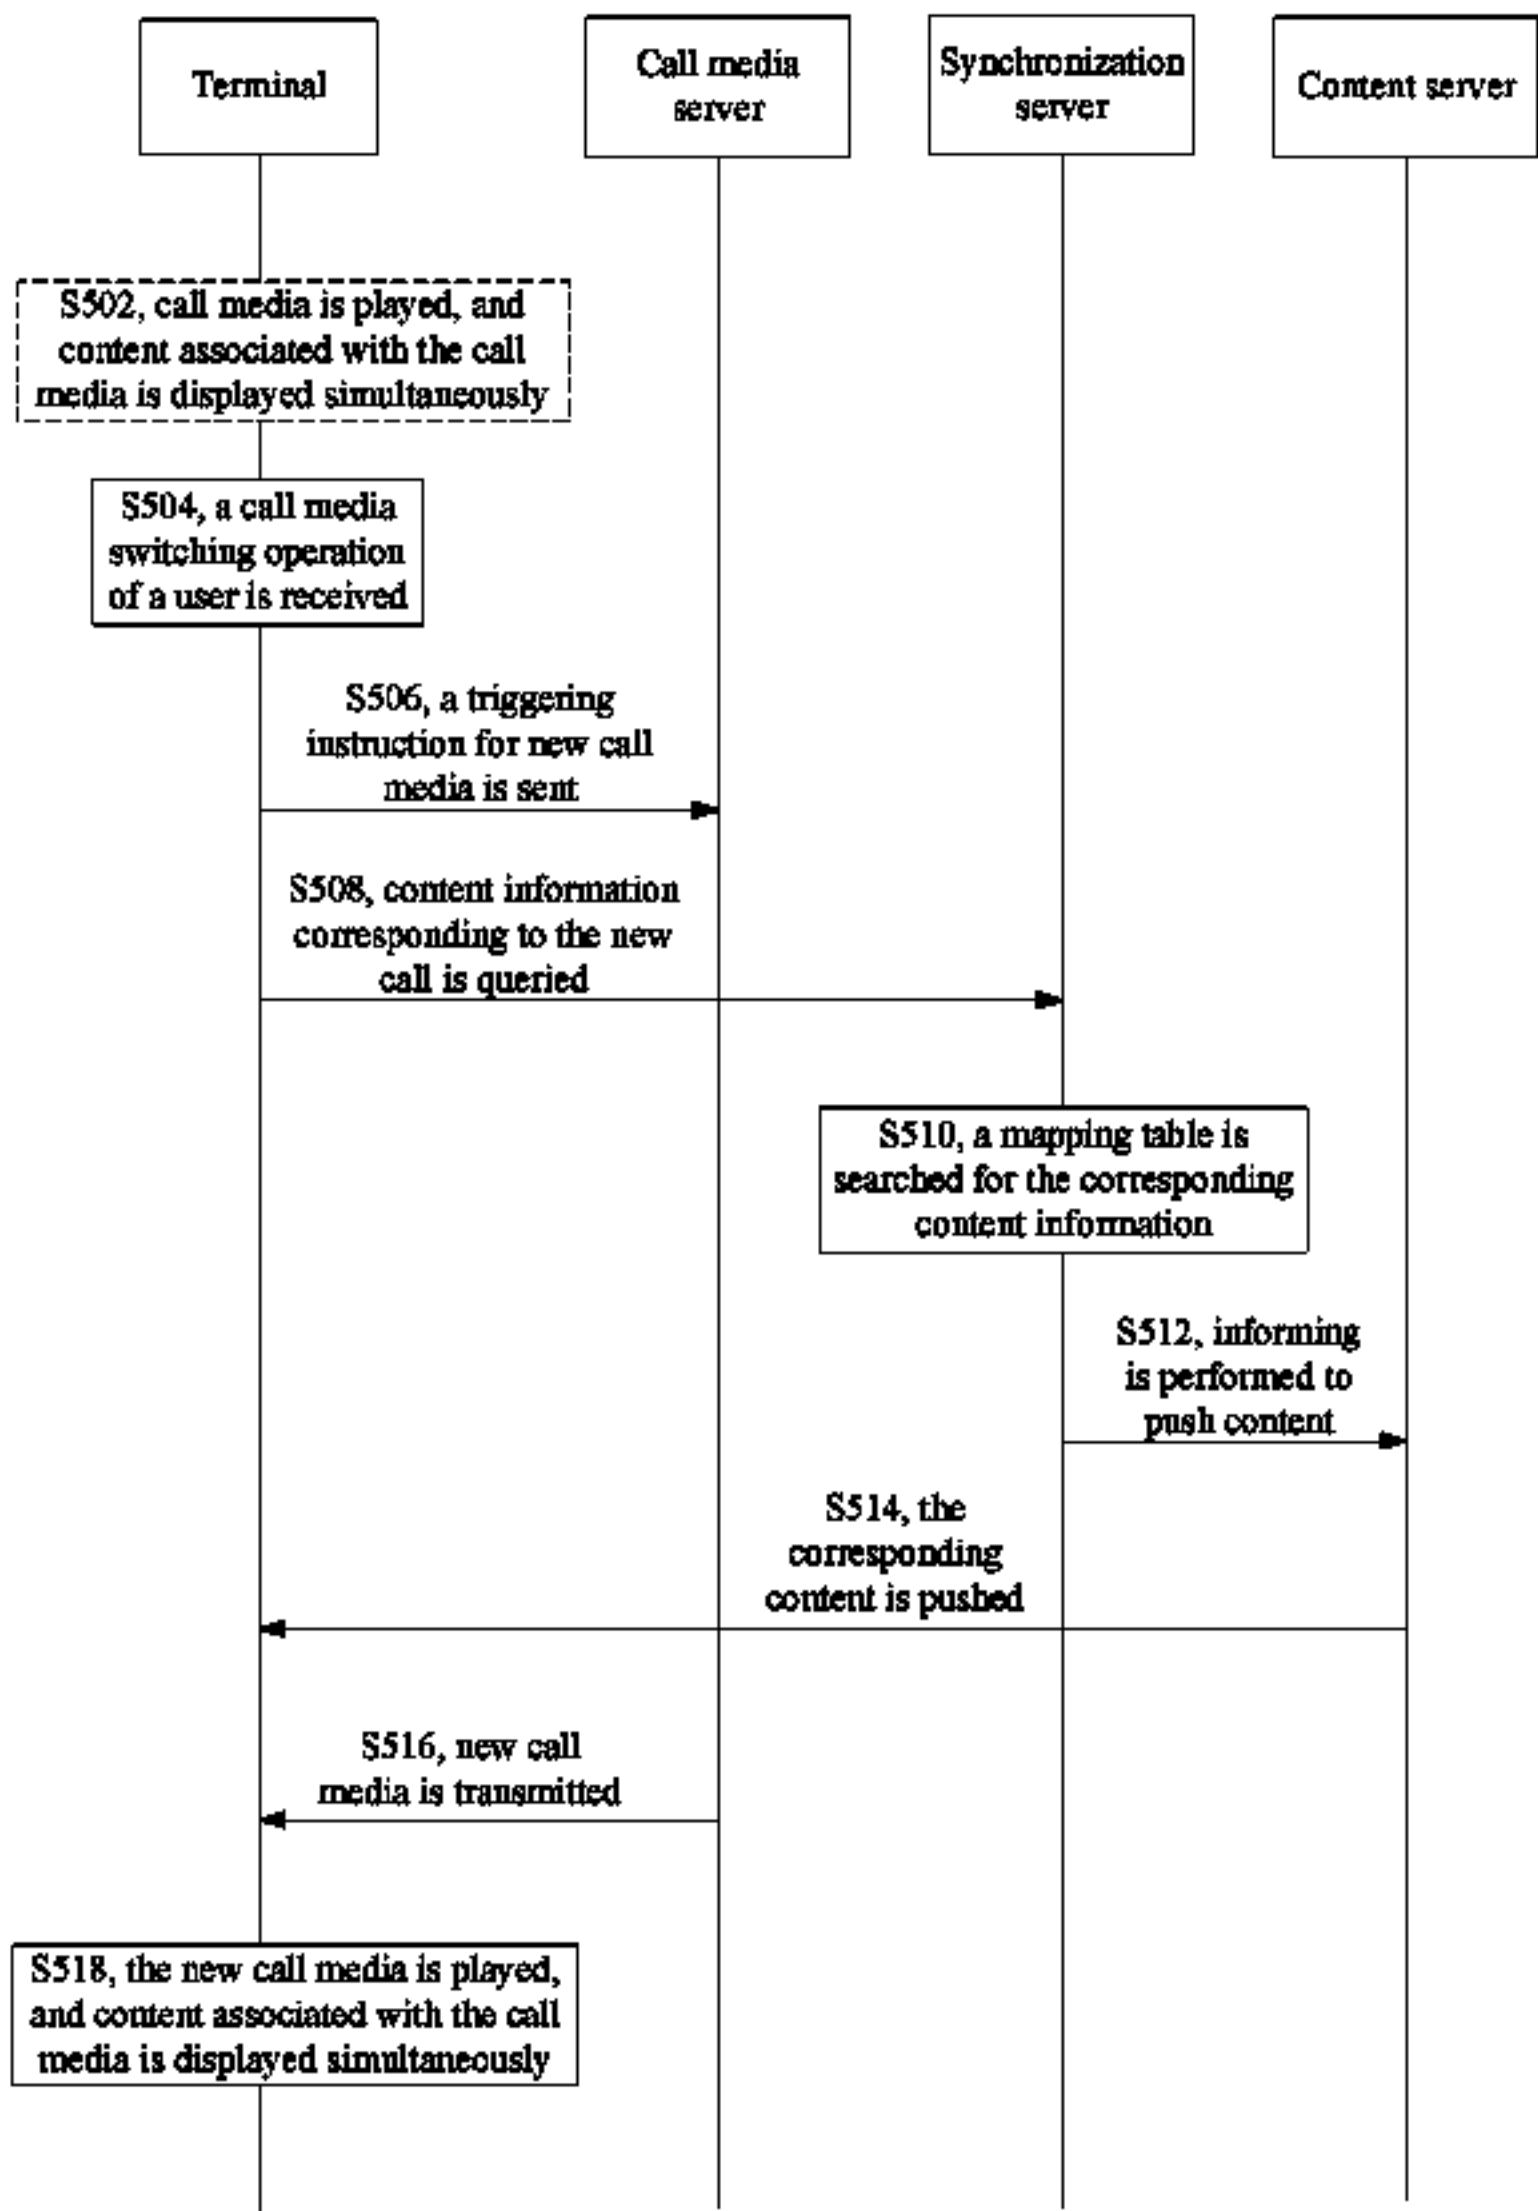 Terminal
Call media
server
Synchronization
server
Content server
S502, call media is played, and
content associated with the call
media is displayed simultaneously
S504, a call media
switching operation
of a user is received
S506, a triggering
instruction for new call
media is sent
S508, content information
corresponding to the new
call is queried
S510, a mapping table is
searched for the corresponding
content information
S512, informing
is performed to
push content
S514, the
corresponding
content is pushed
S516, new call
media is transmitted
S518, the new call media is played,
and content associated with the call
media is displayed simultaneously